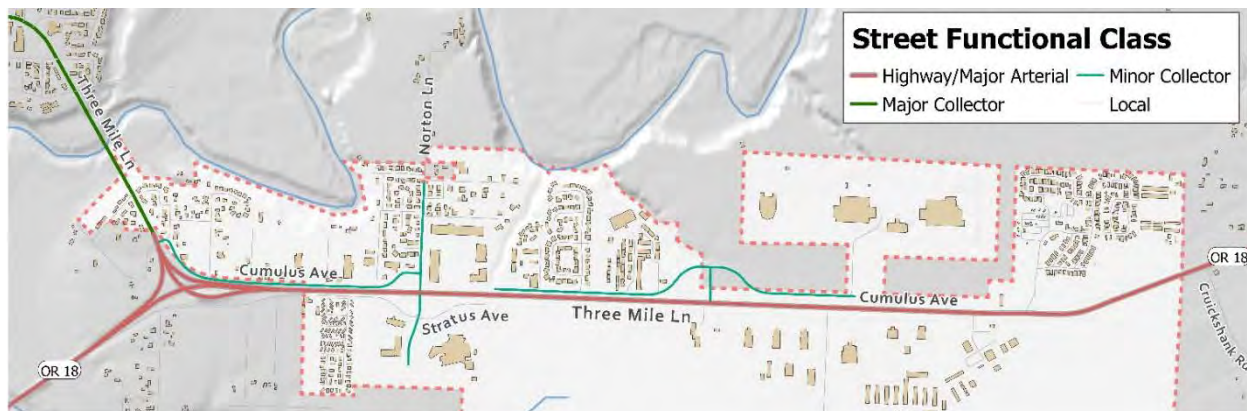 Street Functional Class
Highway/Major Arterial
Minor Collector
Major Collector
Local
Three Mile Ln
Norton Ln
Cumulus Ave
Stratus Ave
Three Mile Ln
Cumulus Ave
OR 18
OR 18
Cruickshank Rd